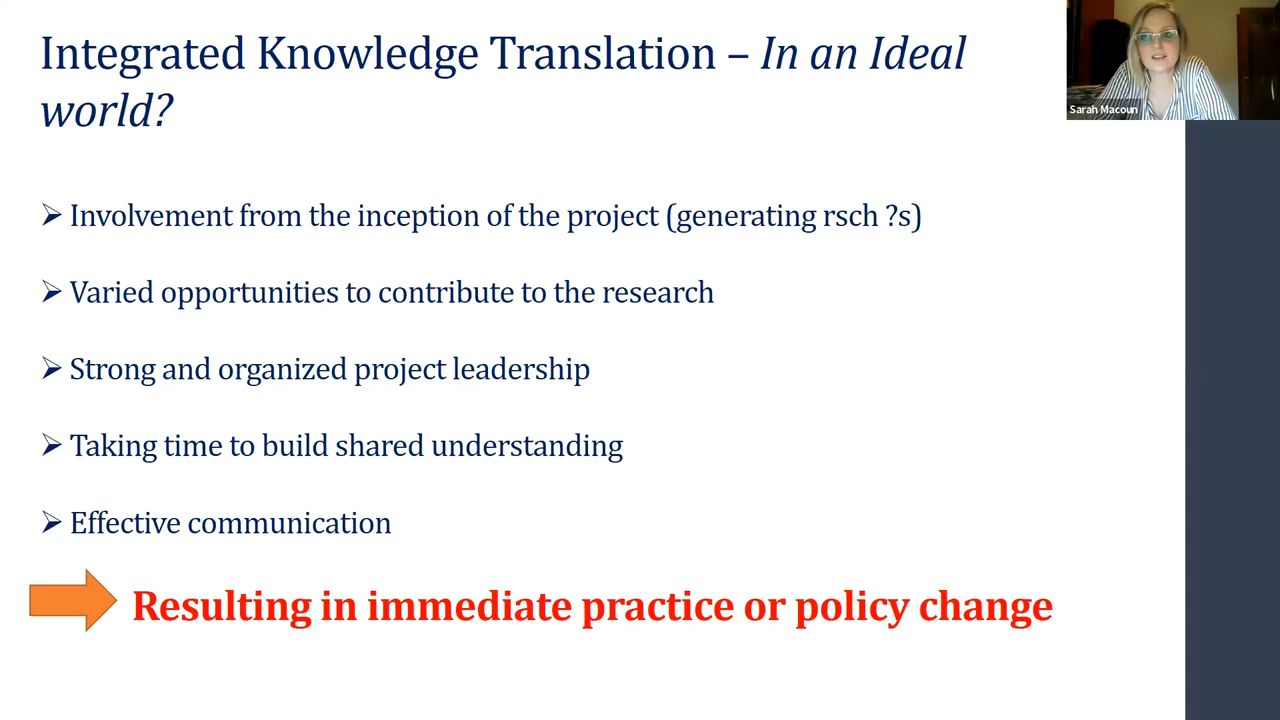 Integrated Knowledge Translation – In an Ideal
world?
Sarah Macoun
Involvement from the inception of the project (generating rsch ?s)
Varied opportunities to contribute to the research
Strong and organized project leadership
Taking time to build shared understanding
Effective communication
Resulting in immediate practice or policy change